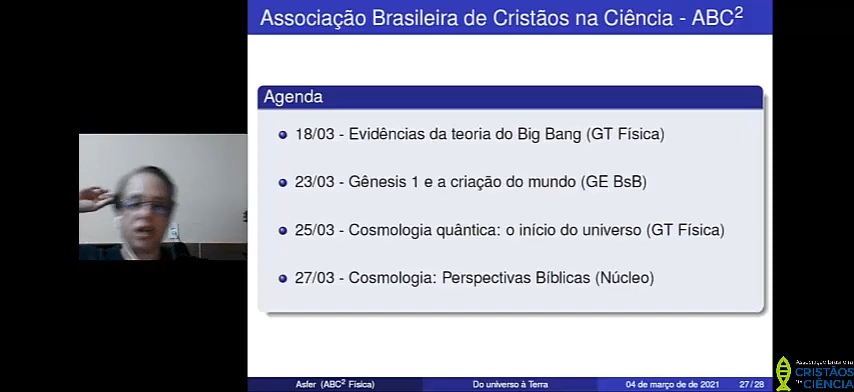 Associação Brasileira de Cristãos na Ciência - ABC²
Agenda
18/03 - Evidências da teoria do Big Bang (GT Física)
23/03 - Gênesis 1 e a criação do mundo (GE BsB)
25/03 - Cosmologia quântica: o início do universo (GT Física)
27/03 - Cosmologia: Perspectivas Bíblicas (Núcleo)
Asfer (ABC² Física) Do universo à Terra 04 de março de de 2021 27 / 28
Associação Brasileira
CRISTÃOS
CIÊNCIA